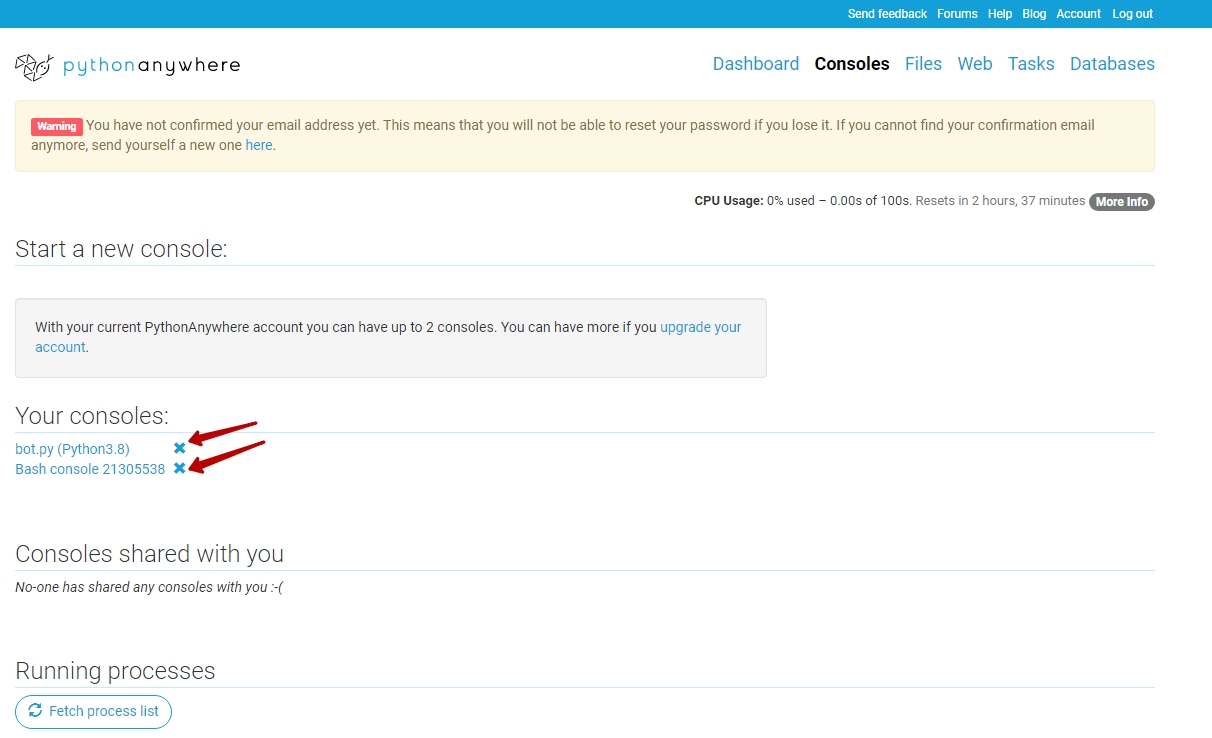 Send feedback Forums Help Blog Account Log out
pythonanywhere
Dashboard Consoles Files Web Tasks Databases
Warning You have not confirmed your email address yet. This means that you will not be able to reset your password if you lose it. If you cannot find your confirmation email
anymore, send yourself a new one here.
CPU Usage: 0% used – 0.00s of 100s. Resets in 2 hours, 37 minutes More Info
Start a new console:
With your current PythonAnywhere account you can have up to 2 consoles. You can have more if you upgrade your
account.
Your consoles:
bot.py (Python3.8)
Bash console 21305538
Consoles shared with you
No-one has shared any consoles with you :-(
Running processes
Fetch process list